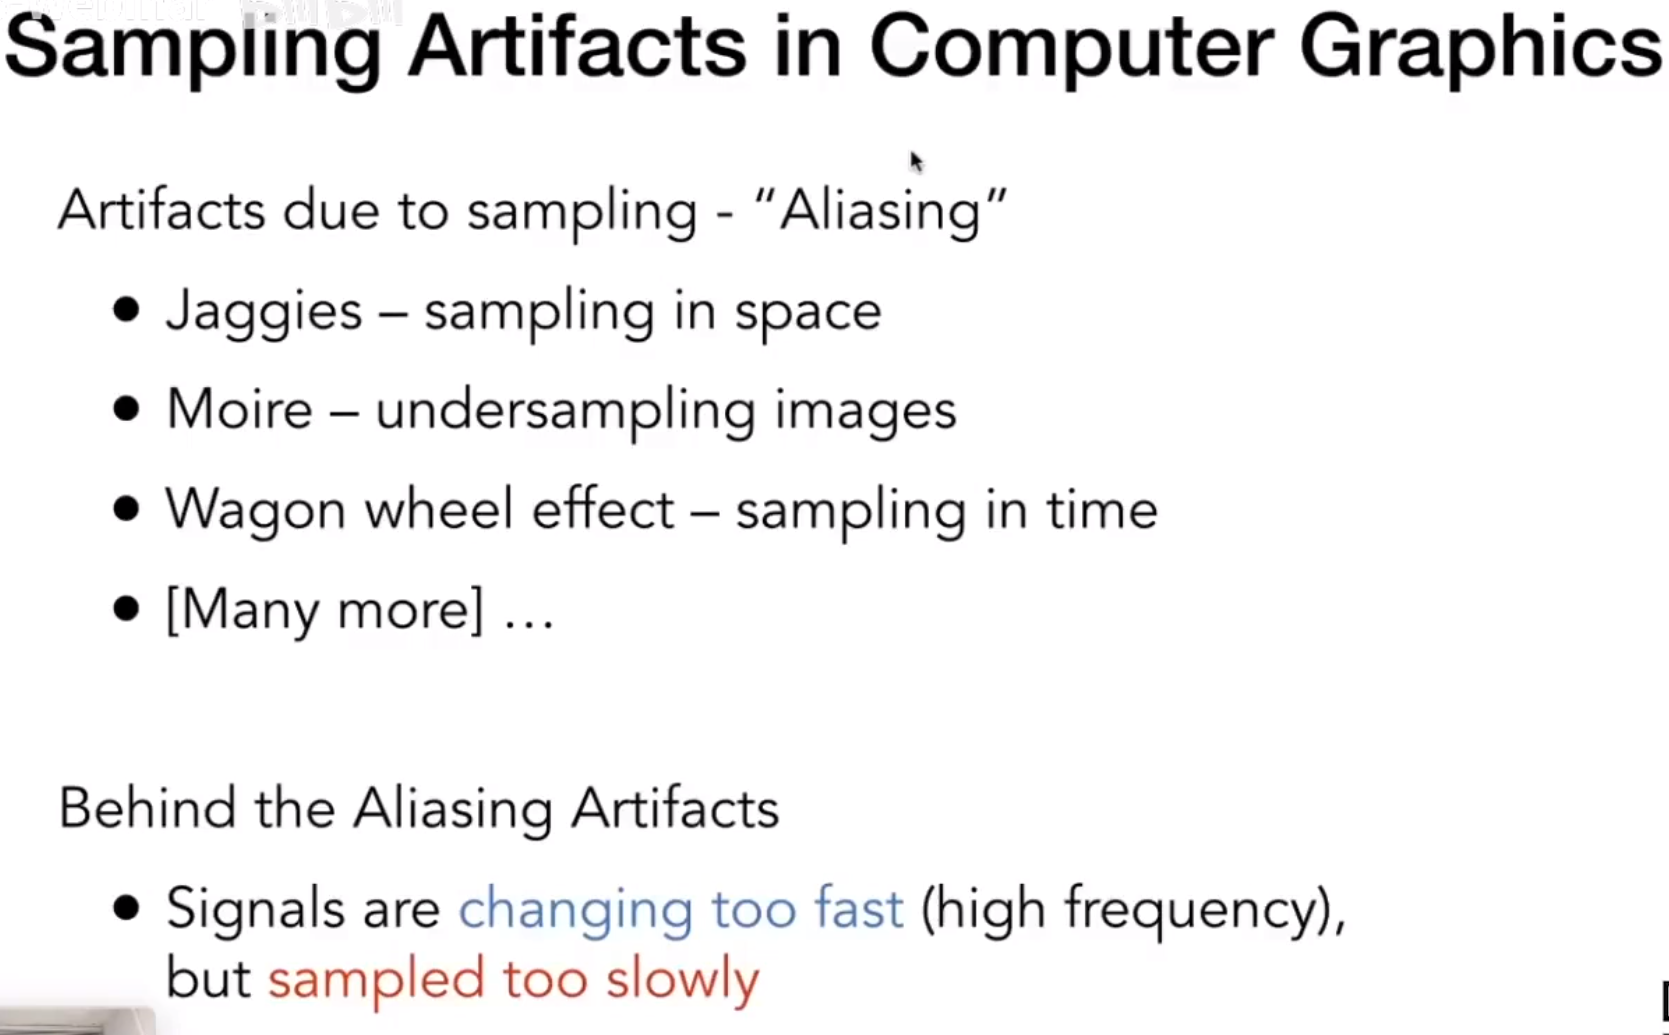 Sampling Artifacts in Computer Graphics
Artifacts due to sampling - “Aliasing”
● Jaggies – sampling in space
● Moire – undersampling images
● Wagon wheel effect – sampling in time
● [Many more] …
Behind the Aliasing Artifacts
● Signals are changing too fast (high frequency),
but sampled too slowly